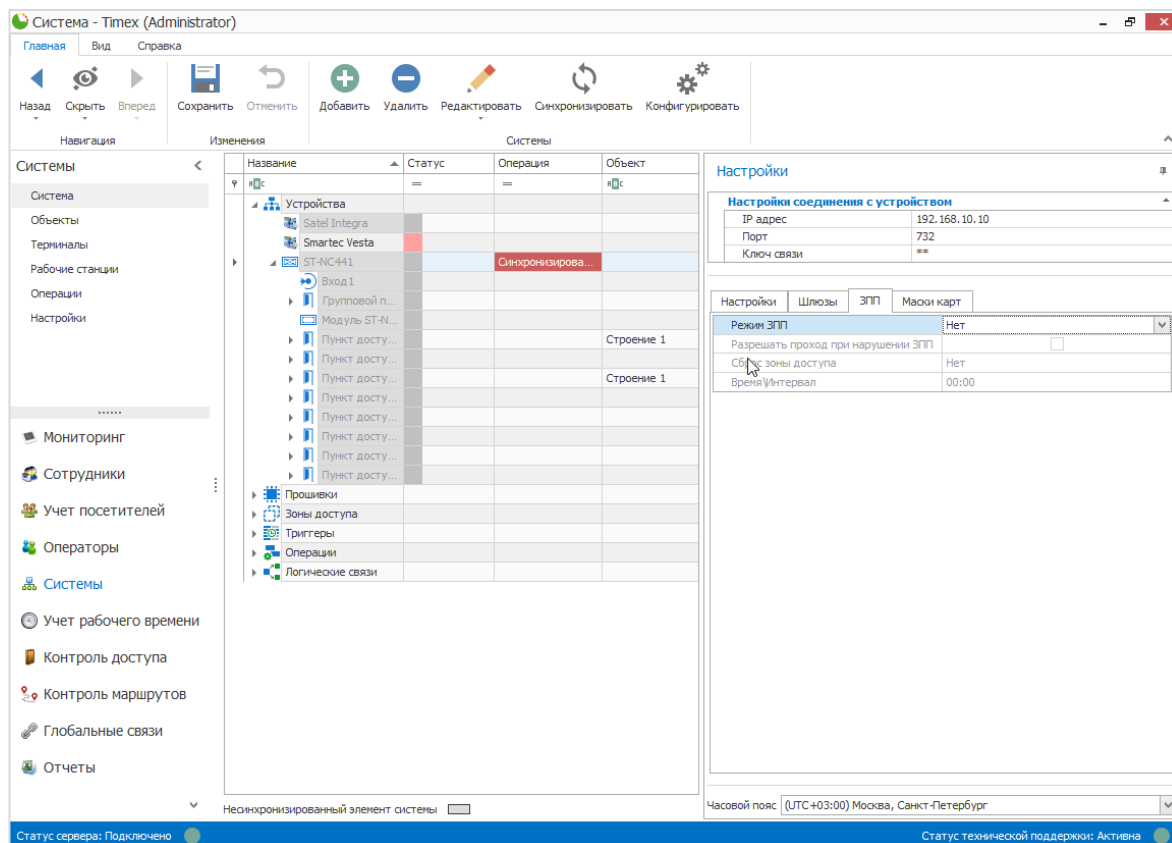 Система - Timex (Administrator)
Главная Вид Справка
Назад Скрыть Вперед Сохранить Отменить Добавить Удалить Редактировать Синхронизировать Конфигурировать
Навигация Изменения Системы
Системы
Система
Объекты
Терминалы
Рабочие станции
Операции
Настройки
Мониторинг
Сотрудники
Учет посетителей
Операторы
Системы
Учет рабочего времени
Контроль доступа
Контроль маршрутов
Глобальные связи
Отчеты
Название Статус Операция Объект
= =
Устройства
Satel Integra
Smartec Vesta
ST-NC441 Синхронизирова...
Вход 1
Групповой п...
Модуль ST-N...
Пункт досту... Строение 1
Пункт досту...
Пункт досту... Строение 1
Пункт досту...
Пункт досту...
Пункт досту...
Пункт досту...
Пункт досту...
Прошивки
Зоны доступа
Триггеры
Операции
Логические связи
Несинхронизированный элемент системы
Настройки
Настройки соединения с устройством
IP адрес 192.168.10.10
Порт 732
Ключ связи **
Настройки Шлюзы ЗПП Маски карт
Режим ЗПП Нет
Разрешать проход при нарушении ЗПП
Сброс зоны доступа Нет
Время\Интервал 00:00
Часовой пояс (UTC+03:00) Москва, Санкт-Петербург
Статус сервера: Подключено Статус технической поддержки: Активна